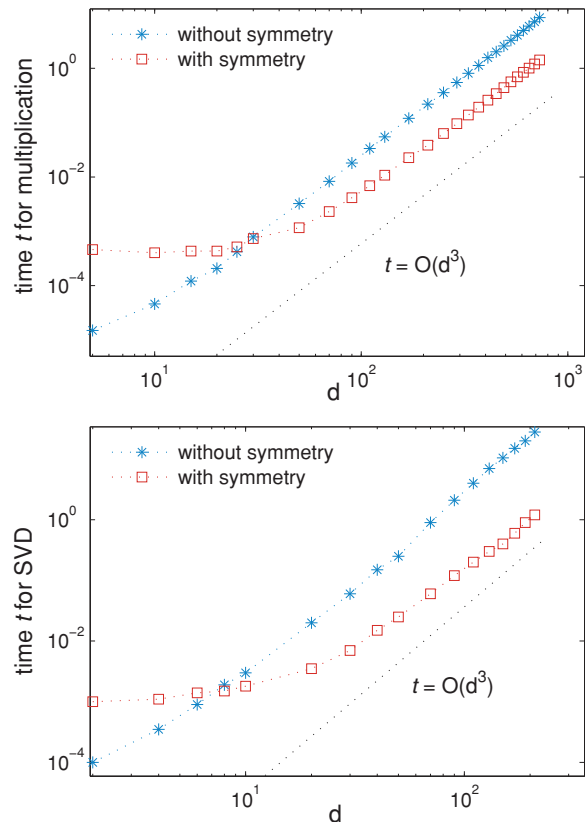 without symmetry
with symmetry
time t for multiplication
10^0
10^-2
10^-4
t = O(d^3)
10^1
10^2
10^3
d
without symmetry
with symmetry
time t for SVD
10^0
10^-2
10^-4
t = O(d^3)
10^1
10^2
d